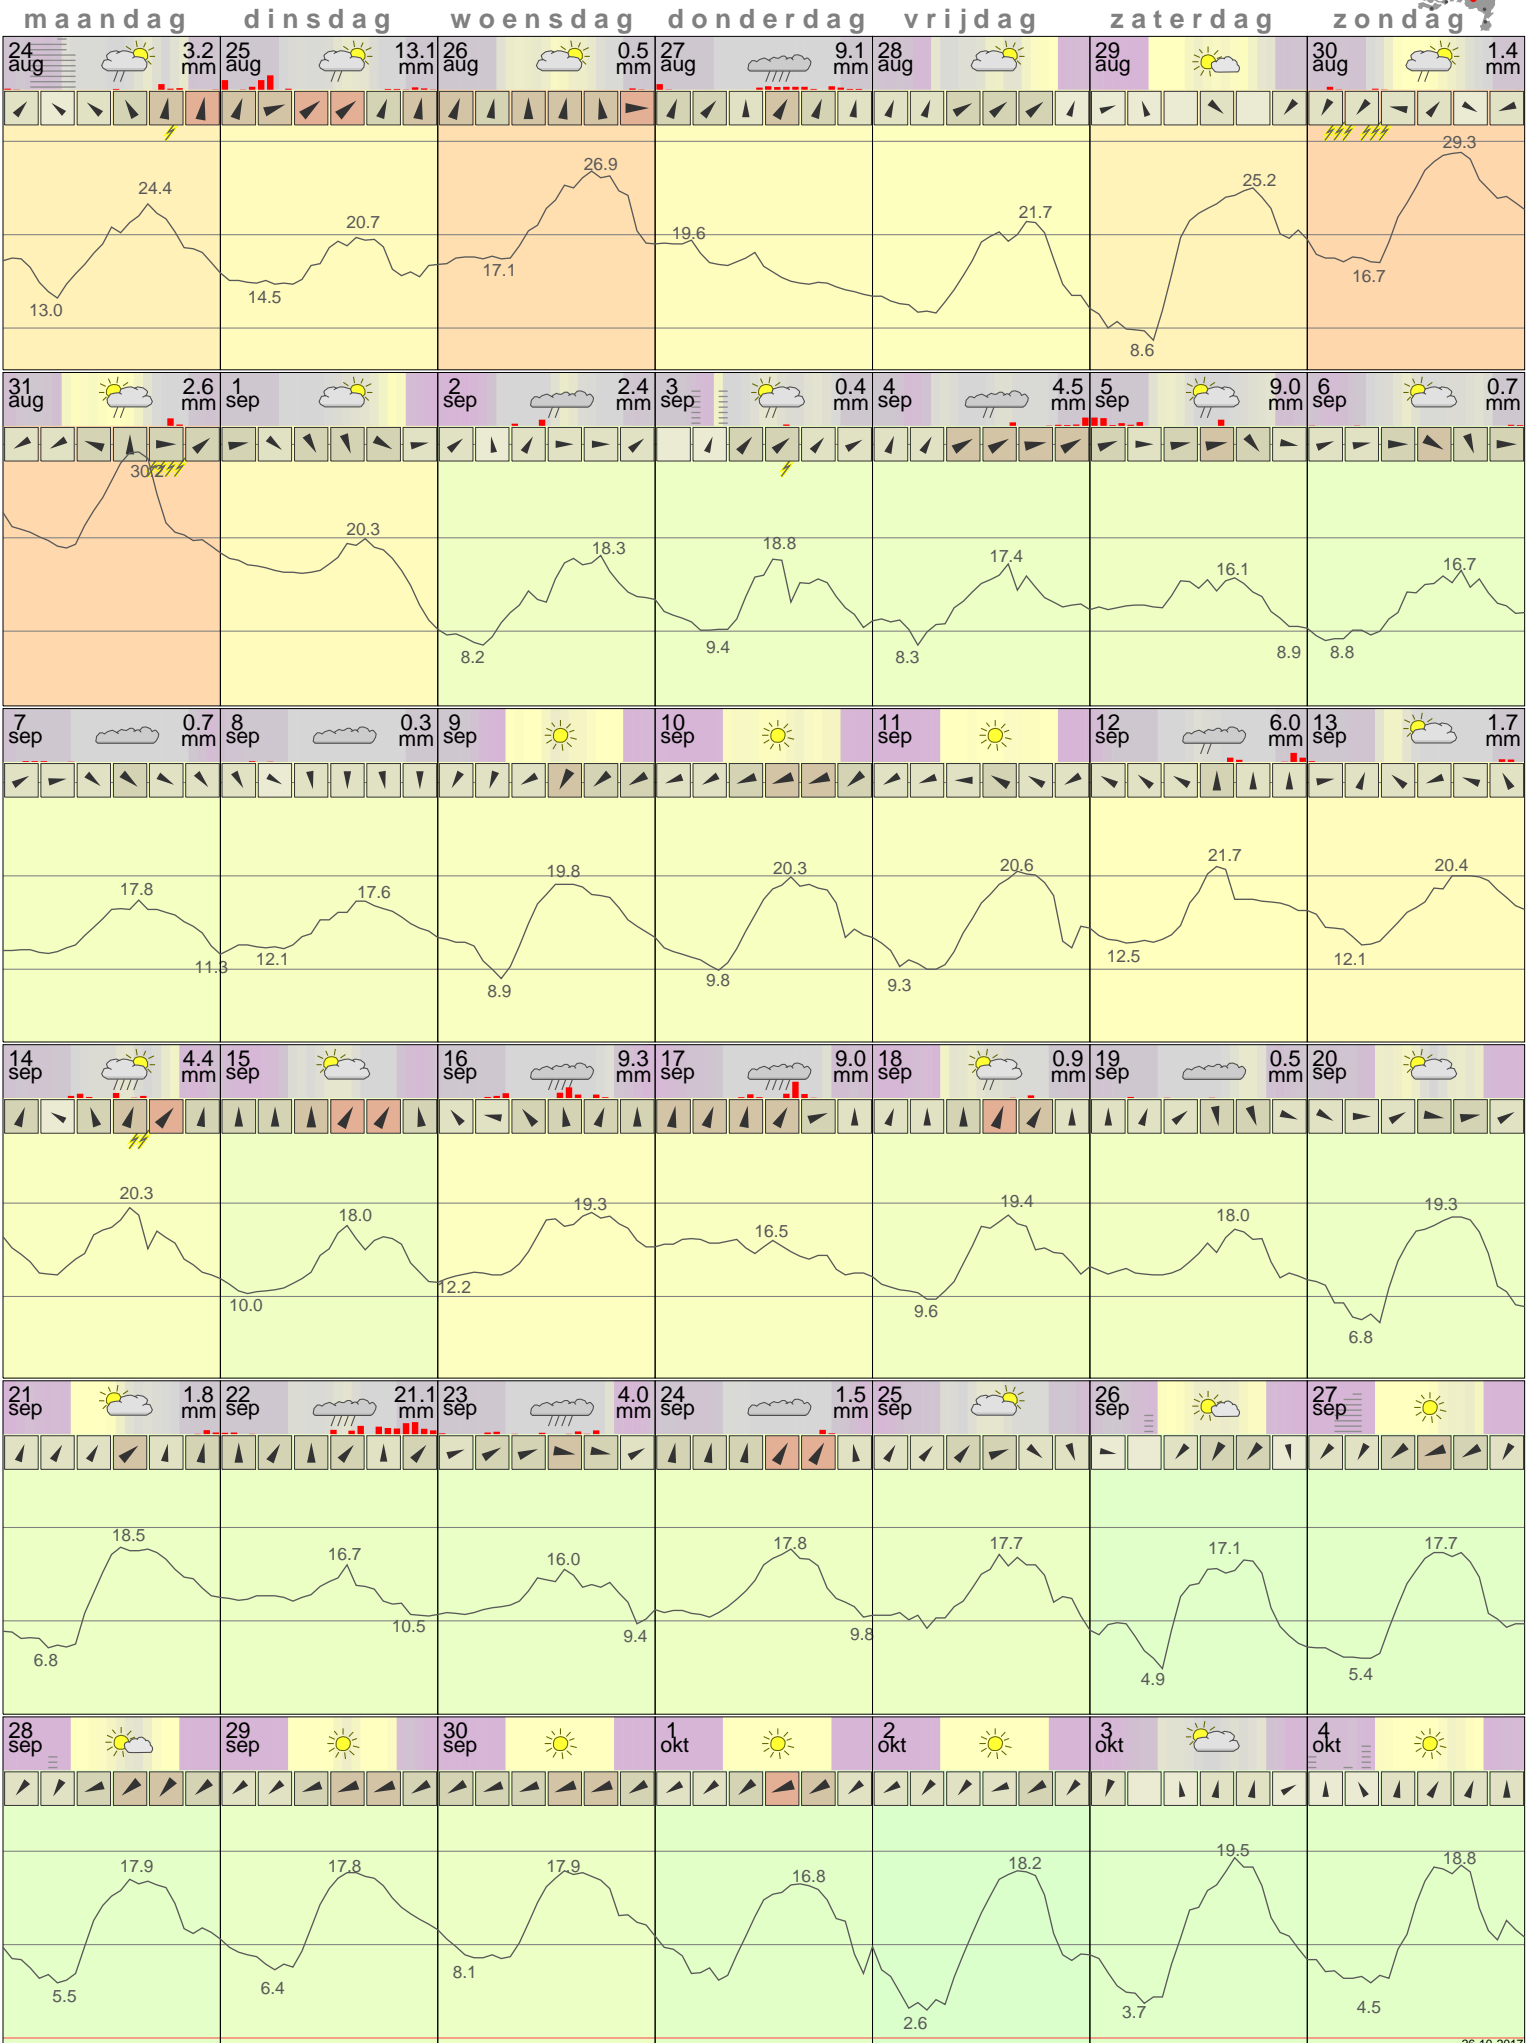 maandag dinsdag woensdag donderdag vrijdag zaterdag zondag
24 3.2 25 13.1 26 0.5 27 9.1 28 29 30 1.4
aug mm aug mm aug mm aug mm aug aug aug mm
24.4 20.7 26.9 19.6 21.7 25.2 29.3
13.0 14.5 17.1 8.6 16.7
31 2.6 1 2 2.4 3 0.4 4 4.5 5 9.0 6 0.7
aug mm sep sep mm sep mm sep mm sep mm sep mm
30.2 20.3 18.3 18.8 17.4 16.1 16.7
8.2 9.4 8.3 8.9 8.8
7 0.7 8 0.3 9 10 11 12 6.0 13 1.7
sep mm sep mm sep sep sep sep mm sep mm
17.8 17.6 19.8 20.3 20.6 21.7 20.4
11.3 12.1 8.9 9.8 9.3 12.5 12.1
14 4.4 15 16 9.3 17 9.0 18 0.9 19 0.5 20
sep mm sep sep mm sep mm sep mm sep mm sep
20.3 18.0 19.3 16.5 19.4 18.0 19.3
10.0 12.2 9.6 6.8
21 1.8 22 21.1 23 4.0 24 1.5 25 26 27
sep mm sep mm sep mm sep mm sep sep sep
18.5 16.7 16.0 17.8 17.7 17.1 17.7
6.8 10.5 9.4 9.8 4.9 5.4
28 29 30 1 2 3 4
sep sep sep okt okt okt okt
17.9 17.8 17.9 16.8 18.2 19.5 18.8
5.5 6.4 8.1 2.6 3.7 4.5